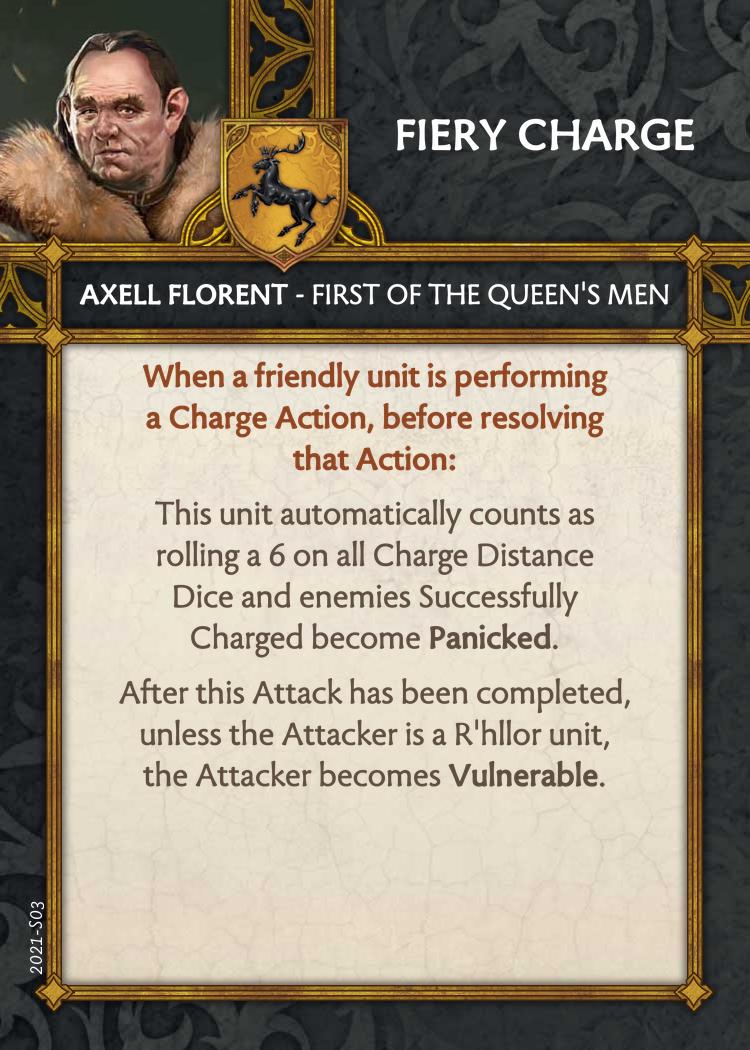 FIERY CHARGE
AXELL FLORENT - FIRST OF THE QUEEN'S MEN
When a friendly unit is performing
a Charge Action, before resolving
that Action:
This unit automatically counts as
rolling a 6 on all Charge Distance
Dice and enemies Successfully
Charged become Panicked.
After this Attack has been completed,
unless the Attacker is a R'hllor unit,
the Attacker becomes Vulnerable.
2021-S03